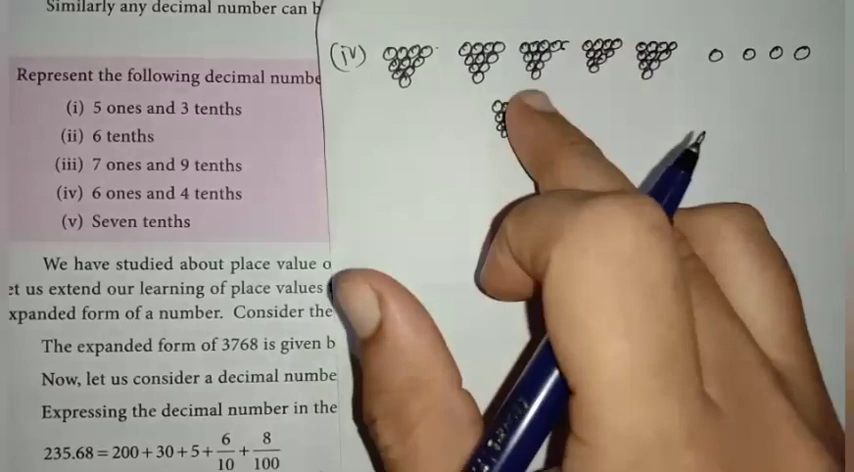 Similarly any decimal number can b
Represent the following decimal numbe
(i) 5 ones and 3 tenths
(ii) 6 tenths
(iii) 7 ones and 9 tenths
(iv) 6 ones and 4 tenths
(v) Seven tenths
We have studied about place value o
et us extend our learning of place values
xpanded form of a number. Consider the
The expanded form of 3768 is given b
Now, let us consider a decimal numbe
Expressing the decimal number in the
235.68 = 200 + 30 + 5 + 6/10 + 8/100
(iv)